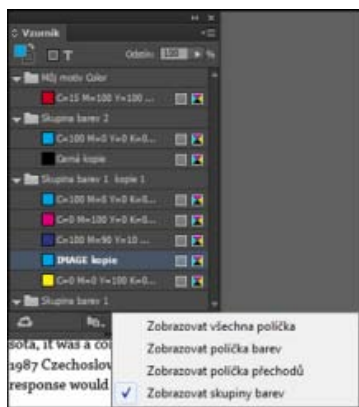 Vzorník
T Odstín: 100 %
Můj motiv Color
C=15 M=100 Y=100 ...
Skupina barev 2
C=100 M=0 Y=0 K=0...
Černá kopie
Skupina barev 1 kopie 1
C=100 M=0 Y=0 K=0...
C=0 M=100 Y=0 K=0...
C=100 M=90 Y=10 ...
IMAGE kopie
C=0 M=0 Y=100 K=0...
Skupina barev 1
Zobrazovat všechna políčka
Zobrazovat políčka barev
Zobrazovat políčka přechodů
Zobrazovat skupiny barev
sota, it was a
1987 Czechoslov
response would